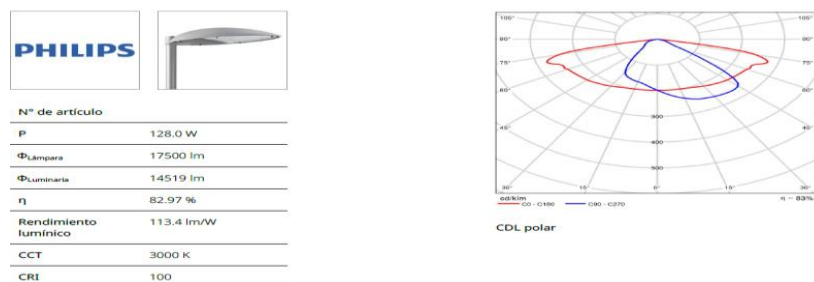 PHILIPS
N° de artículo
P 128.0 W
ΦLámpara 17500 lm
ΦLuminaria 14519 lm
η 82.97 %
Rendimiento lumínico 113.4 lm/W
CCT 3000 K
CRI 100
105° 105°
90° 90°
75° 75°
60° 60°
45° 45°
300
400
500
30° 15° 0° 15° 30°
cd/klm η = 83%
C0 - C180 C90 - C270
CDL polar